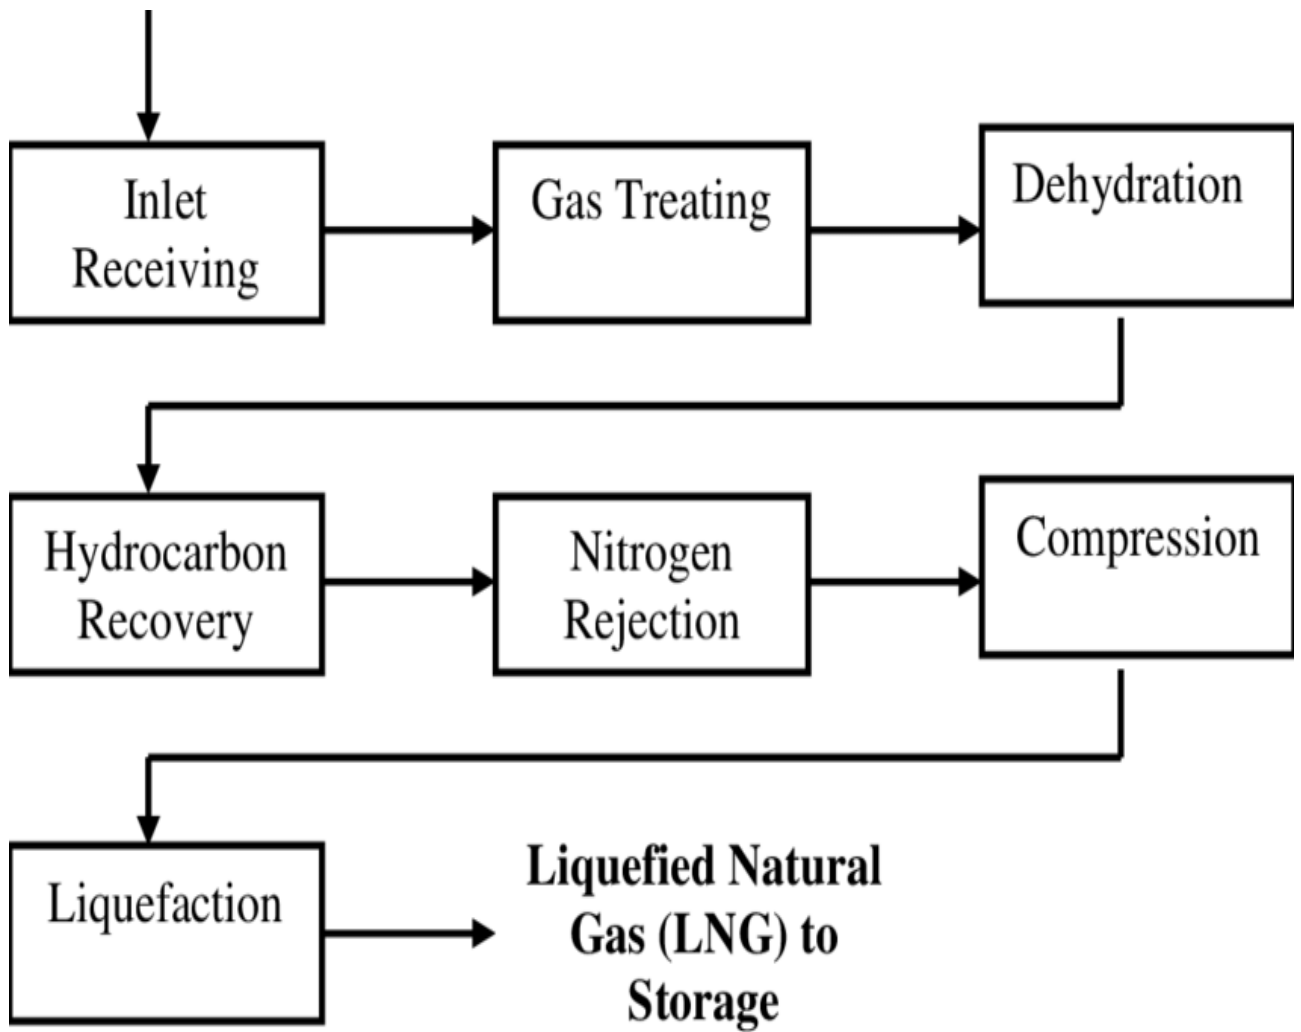 Inlet
Receiving
Gas Treating
Dehydration
Hydrocarbon
Recovery
Nitrogen
Rejection
Compression
Liquefaction
Liquefied Natural
Gas (LNG) to
Storage